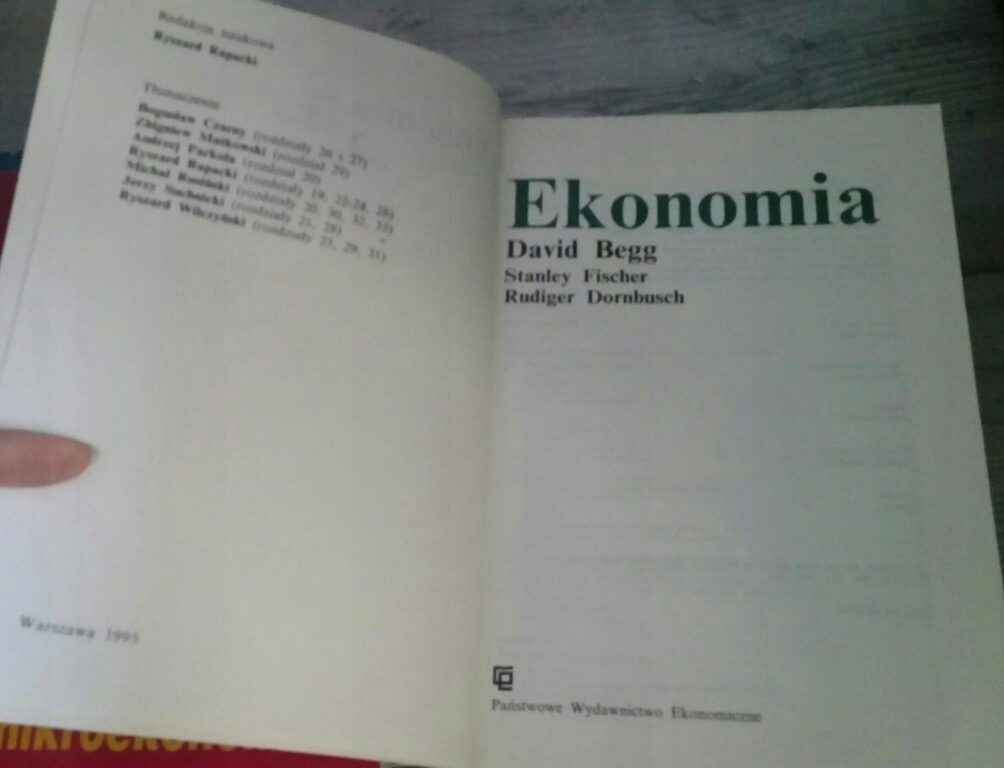 Redakcja naukowa
Ryszard Rapacki
Tłumaczenie
Bogusław Czarny (rozdziały 26 i 27)
Zbigniew Matkowski (rozdział 29)
Andrzej Parkoła (rozdział 20)
Ryszard Rapacki (rozdziały 19, 22-24, 28)
Michał Rusiński (rozdziały 20, 30, 32, 33)
Jerzy Suchnicki (rozdziały 21, 28)
Ryszard Wilczyński (rozdziały 25, 29, 31)
Warszawa 1995
Ekonomia
David Begg
Stanley Fischer
Rudiger Dornbusch
Państwowe Wydawnictwo Ekonomiczne